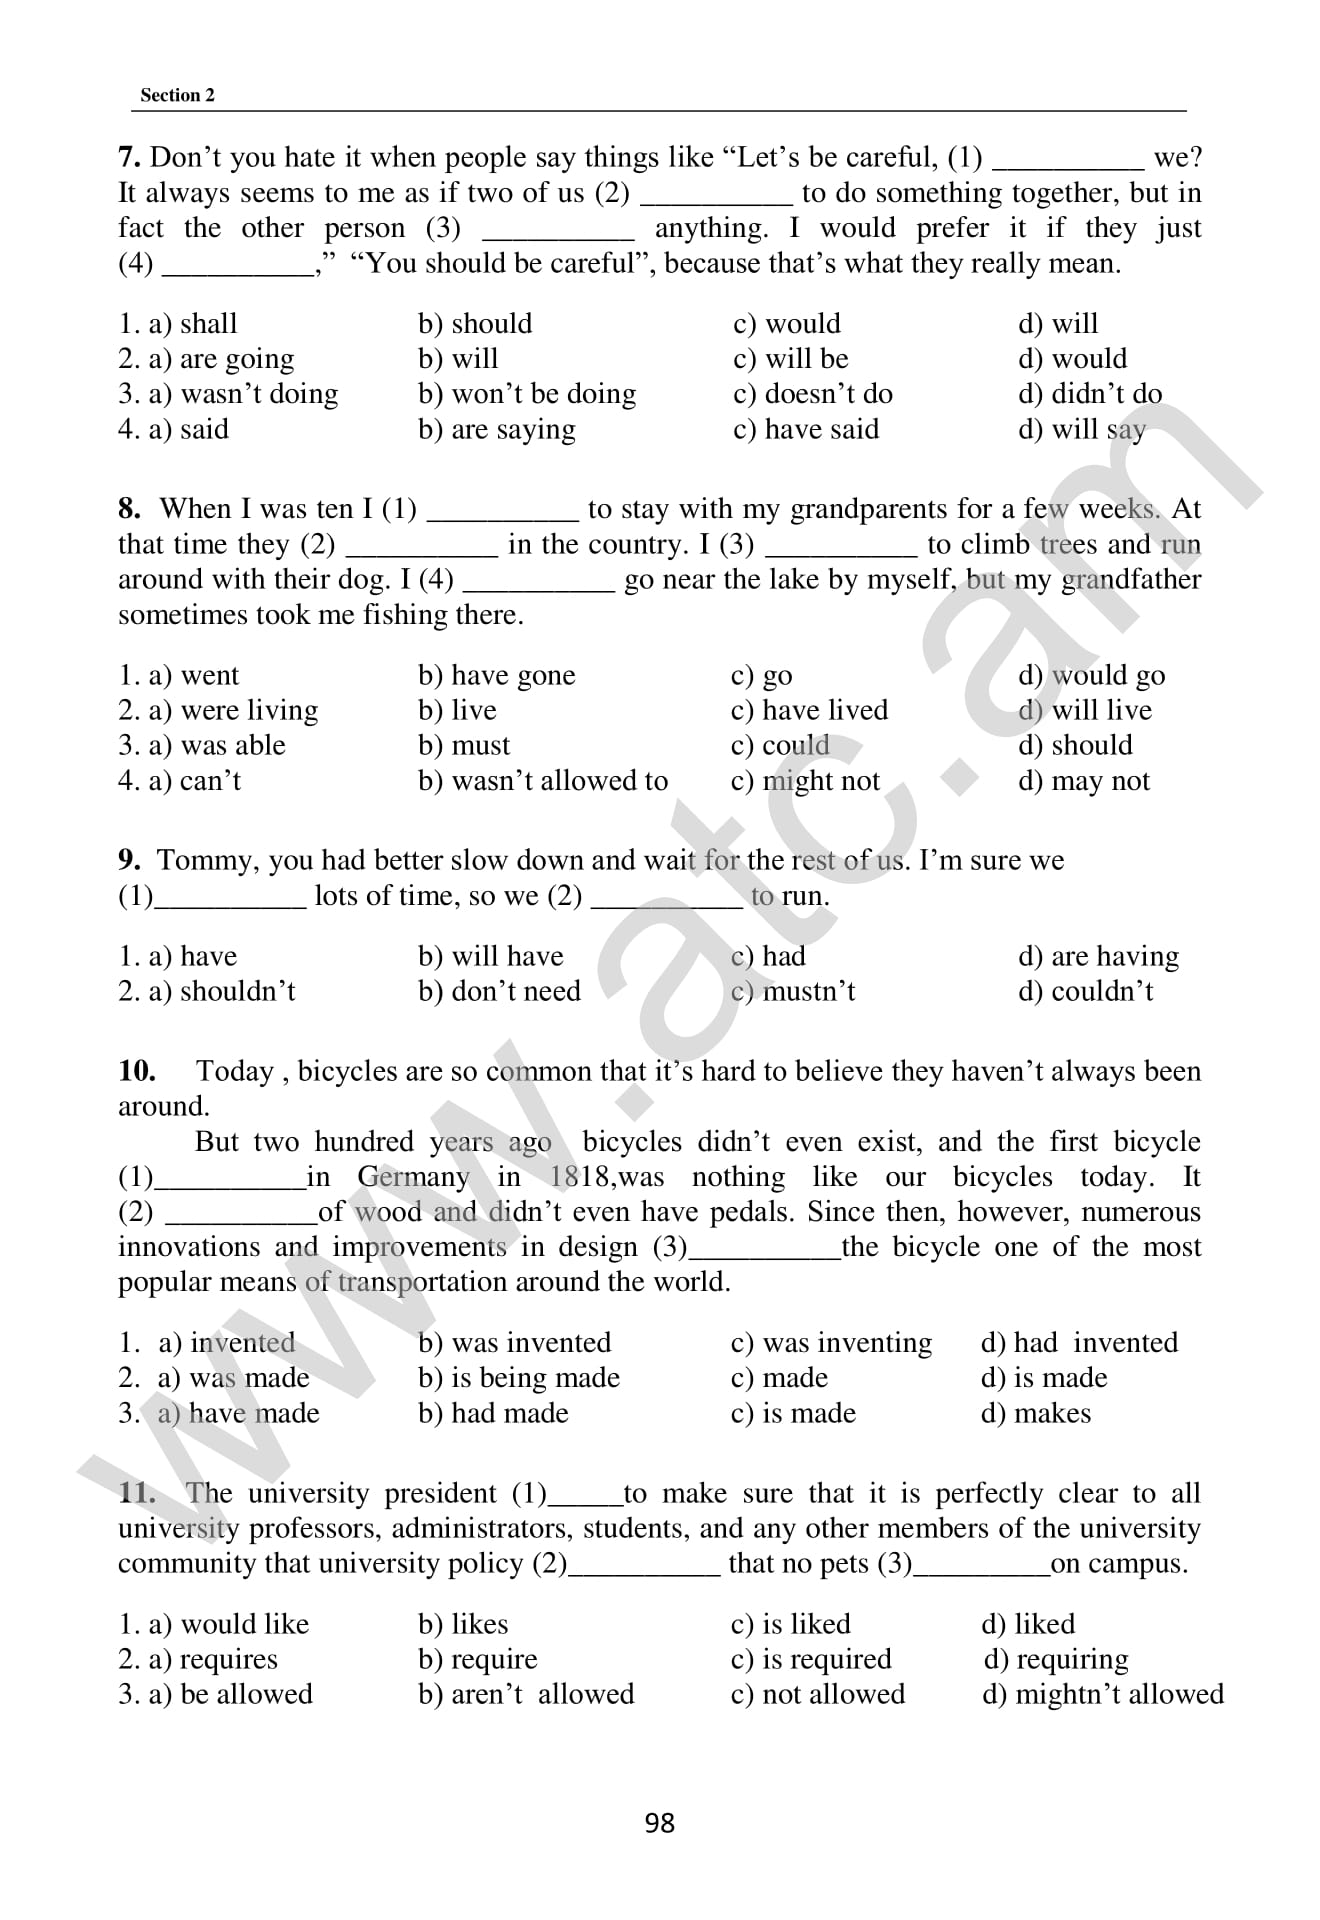 Section 2
7. Don’t you hate it when people say things like “Let’s be careful, (1) __________ we?
It always seems to me as if two of us (2) __________ to do something together, but in
fact the other person (3) __________ anything. I would prefer it if they just
(4) __________,” “You should be careful”, because that’s what they really mean.
1. a) shall b) should c) would d) will
2. a) are going b) will c) will be d) would
3. a) wasn’t doing b) won’t be doing c) doesn’t do d) didn’t do
4. a) said b) are saying c) have said d) will say
8. When I was ten I (1) __________ to stay with my grandparents for a few weeks. At
that time they (2) __________ in the country. I (3) __________ to climb trees and run
around with their dog. I (4) __________ go near the lake by myself, but my grandfather
sometimes took me fishing there.
1. a) went b) have gone c) go d) would go
2. a) were living b) live c) have lived d) will live
3. a) was able b) must c) could d) should
4. a) can’t b) wasn’t allowed to c) might not d) may not
9. Tommy, you had better slow down and wait for the rest of us. I’m sure we
(1)__________ lots of time, so we (2) __________ to run.
1. a) have b) will have c) had d) are having
2. a) shouldn’t b) don’t need c) mustn’t d) couldn’t
10. Today , bicycles are so common that it’s hard to believe they haven’t always been
around.
But two hundred years ago bicycles didn’t even exist, and the first bicycle
(1)__________in Germany in 1818,was nothing like our bicycles today. It
(2) __________of wood and didn’t even have pedals. Since then, however, numerous
innovations and improvements in design (3)__________the bicycle one of the most
popular means of transportation around the world.
1. a) invented b) was invented c) was inventing d) had invented
2. a) was made b) is being made c) made d) is made
3. a) have made b) had made c) is made d) makes
11. The university president (1)_____to make sure that it is perfectly clear to all
university professors, administrators, students, and any other members of the university
community that university policy (2)__________ that no pets (3)_________on campus.
1. a) would like b) likes c) is liked d) liked
2. a) requires b) require c) is required d) requiring
3. a) be allowed b) aren’t allowed c) not allowed d) mightn’t allowed
98
www.atc.am